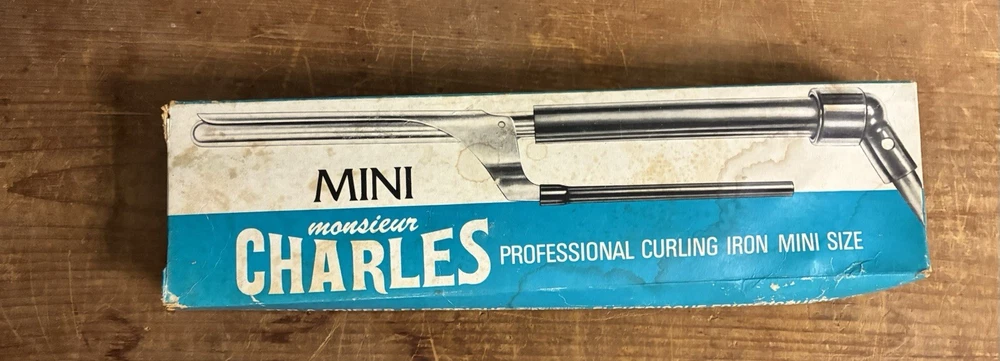 MINI
monsieur
CHARLES PROFESSIONAL CURLING IRON MINI SIZE